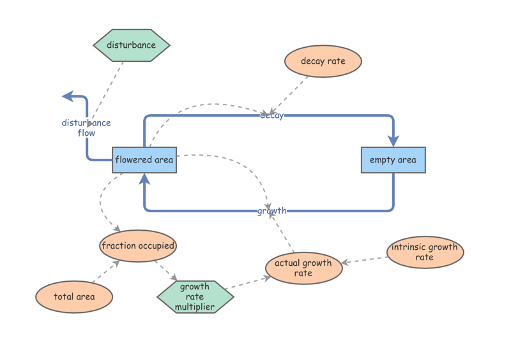 disturbance
decay rate
decay
disturbance
flow
flowered area
empty area
growth
fraction occupied
intrinsic growth
rate
actual growth
rate
total area
growth
rate
multiplier